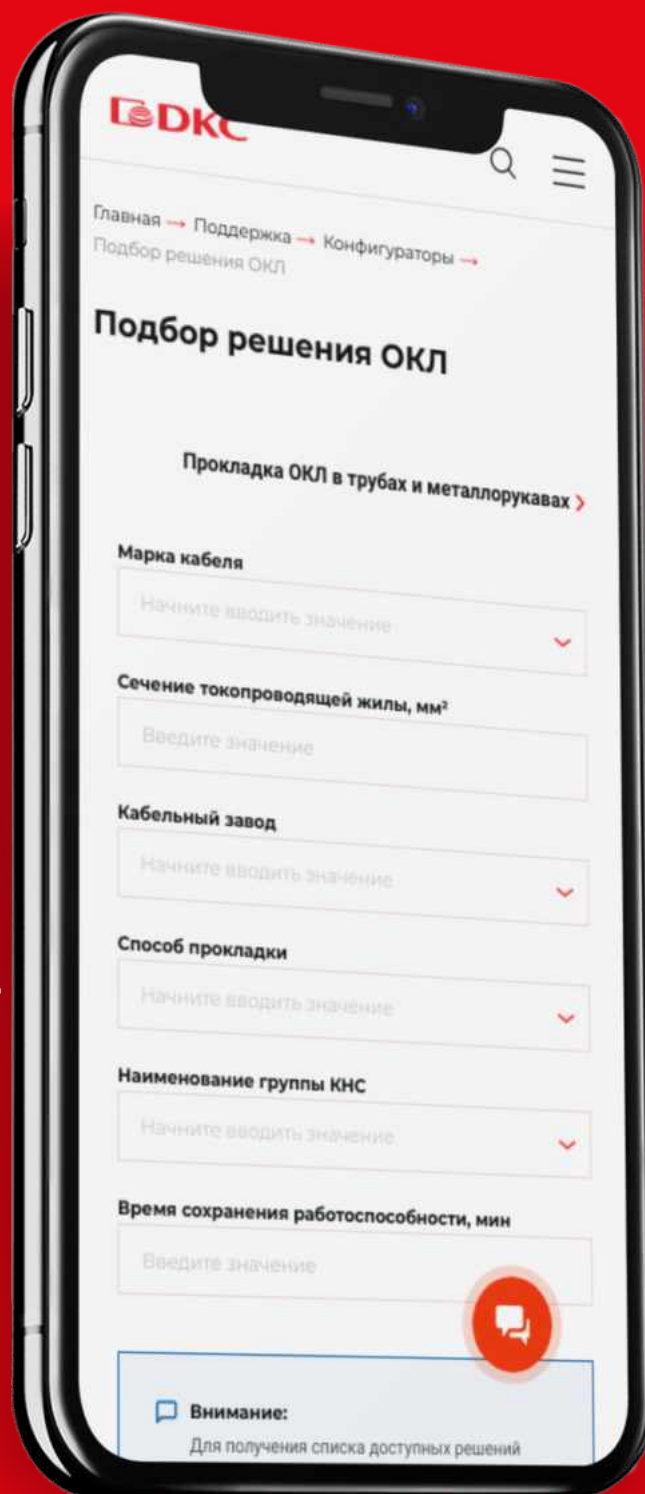 DKC
Главная → Поддержка → Конфигураторы →
Подбор решения ОКЛ
Подбор решения ОКЛ
Прокладка ОКЛ в трубах и металлорукавах >
Марка кабеля
Начните вводить значение
Сечение токопроводящей жилы, мм²
Введите значение
Кабельный завод
Начните вводить значение
Способ прокладки
Начните вводить значение
Наименование группы КНС
Начните вводить значение
Время сохранения работоспособности, мин
Введите значение
Внимание:
Для получения списка доступных решений